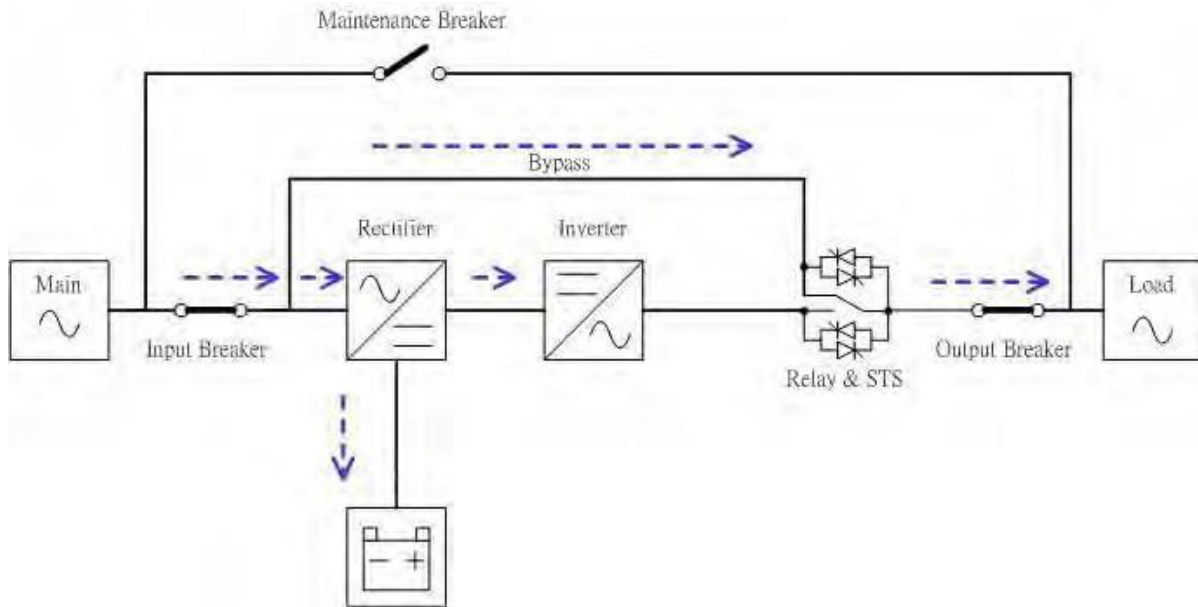 Maintenance Breaker
Bypass
Rectifier
Inverter
Main
Load
Input Breaker
Output Breaker
Relay & STS